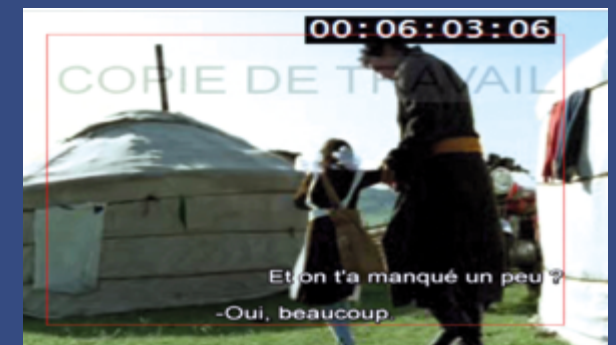 00:06:03:06
COPIE DE TRAVAIL
Et on t'a manqué un peu ?
-Oui, beaucoup.